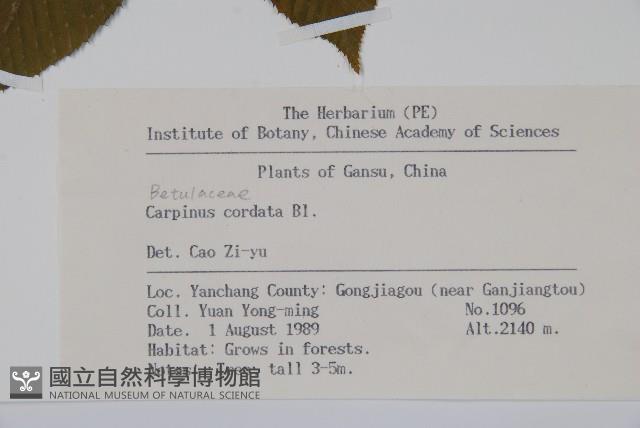 The Herbarium (PE)
Institute of Botany, Chinese Academy of Sciences
Plants of Gansu, China
Betulaceae
Carpinus cordata Bl.
Det. Cao Zi-yu
Loc. Yanchang County: Gongjiagou (near Ganjiangtou)
Coll. Yuan Yong-ming No.1096
Date. 1 August 1989 Alt.2140 m.
Habitat: Grows in forests.
Notes: Trees tall 3-5m.
國立自然科學博物館
NATIONAL MUSEUM OF NATURAL SCIENCE